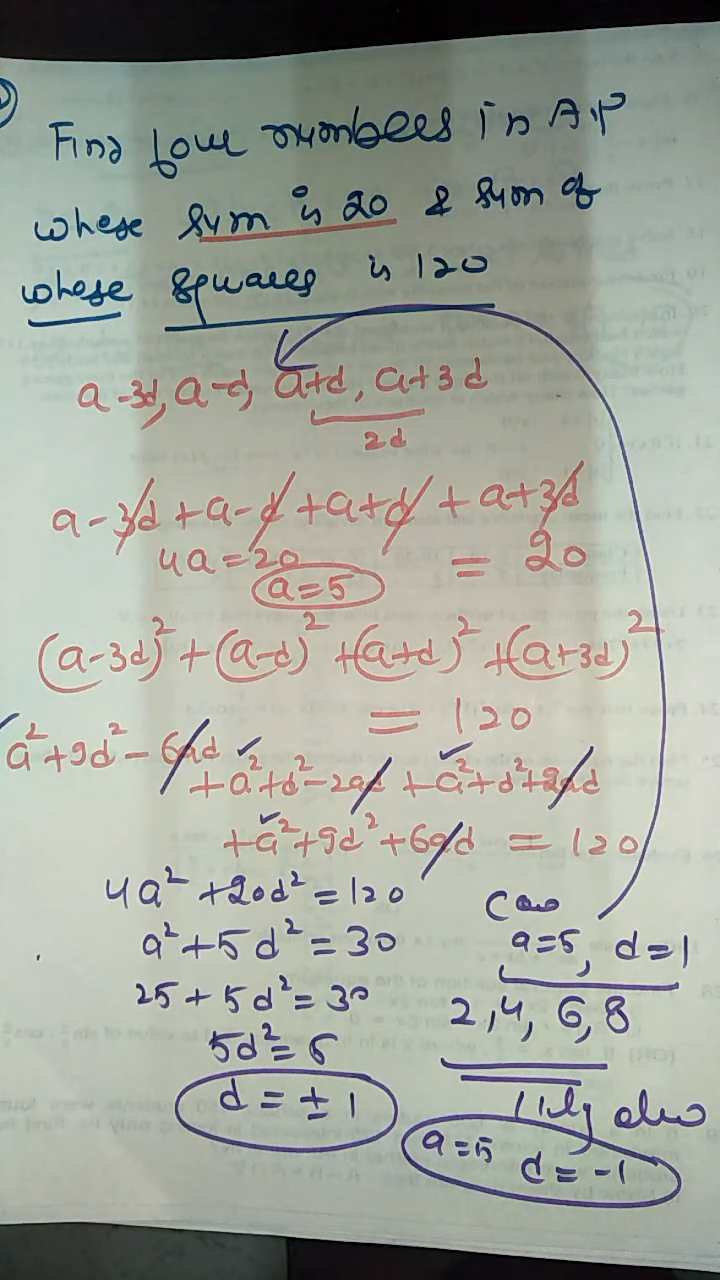 Find four numbers in A.P
whose sum is 20 & sum of
whose squares is 120
a-3d, a-d, a+d, a+3d
2d
a-3d+a-d+a+d+a+3d
4a=20
= 20
a=5
(a-3d)² + (a-d)² + (a+d)² + (a+3d)²
= 120
a²+9d²-6ad
+a²+d²-2ad +a²+d²+2ad
+a²+9d²+6ad = 120
4a²+20d²=120
a²+5d²=30
25+5d²=30
5d²=5
d=±1
Case
a=5, d=1
2,4,6,8
111ly also
a=5
d=-1